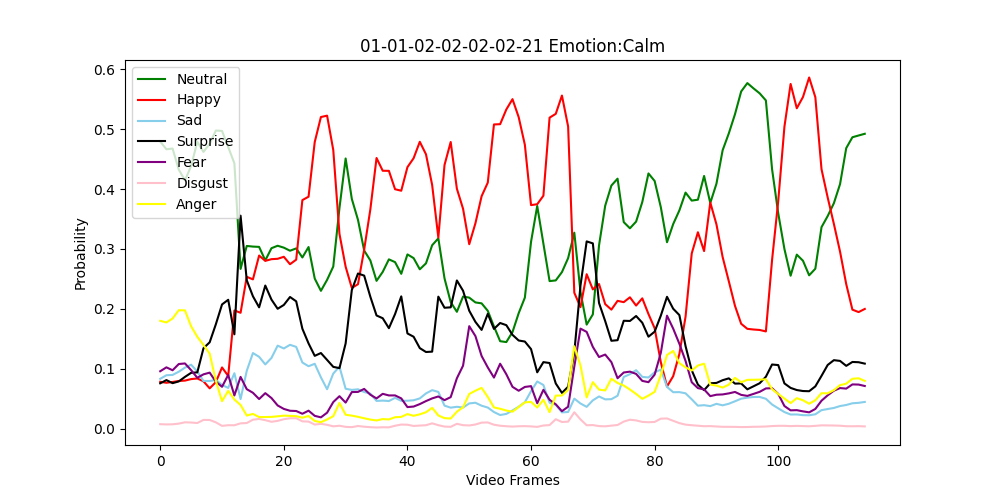 01-01-02-02-02-02-21 Emotion:Calm
Probability
0.6
0.5
0.4
0.3
0.2
0.1
0.0
Neutral
Happy
Sad
Surprise
Fear
Disgust
Anger
0 20 40 60 80 100
Video Frames